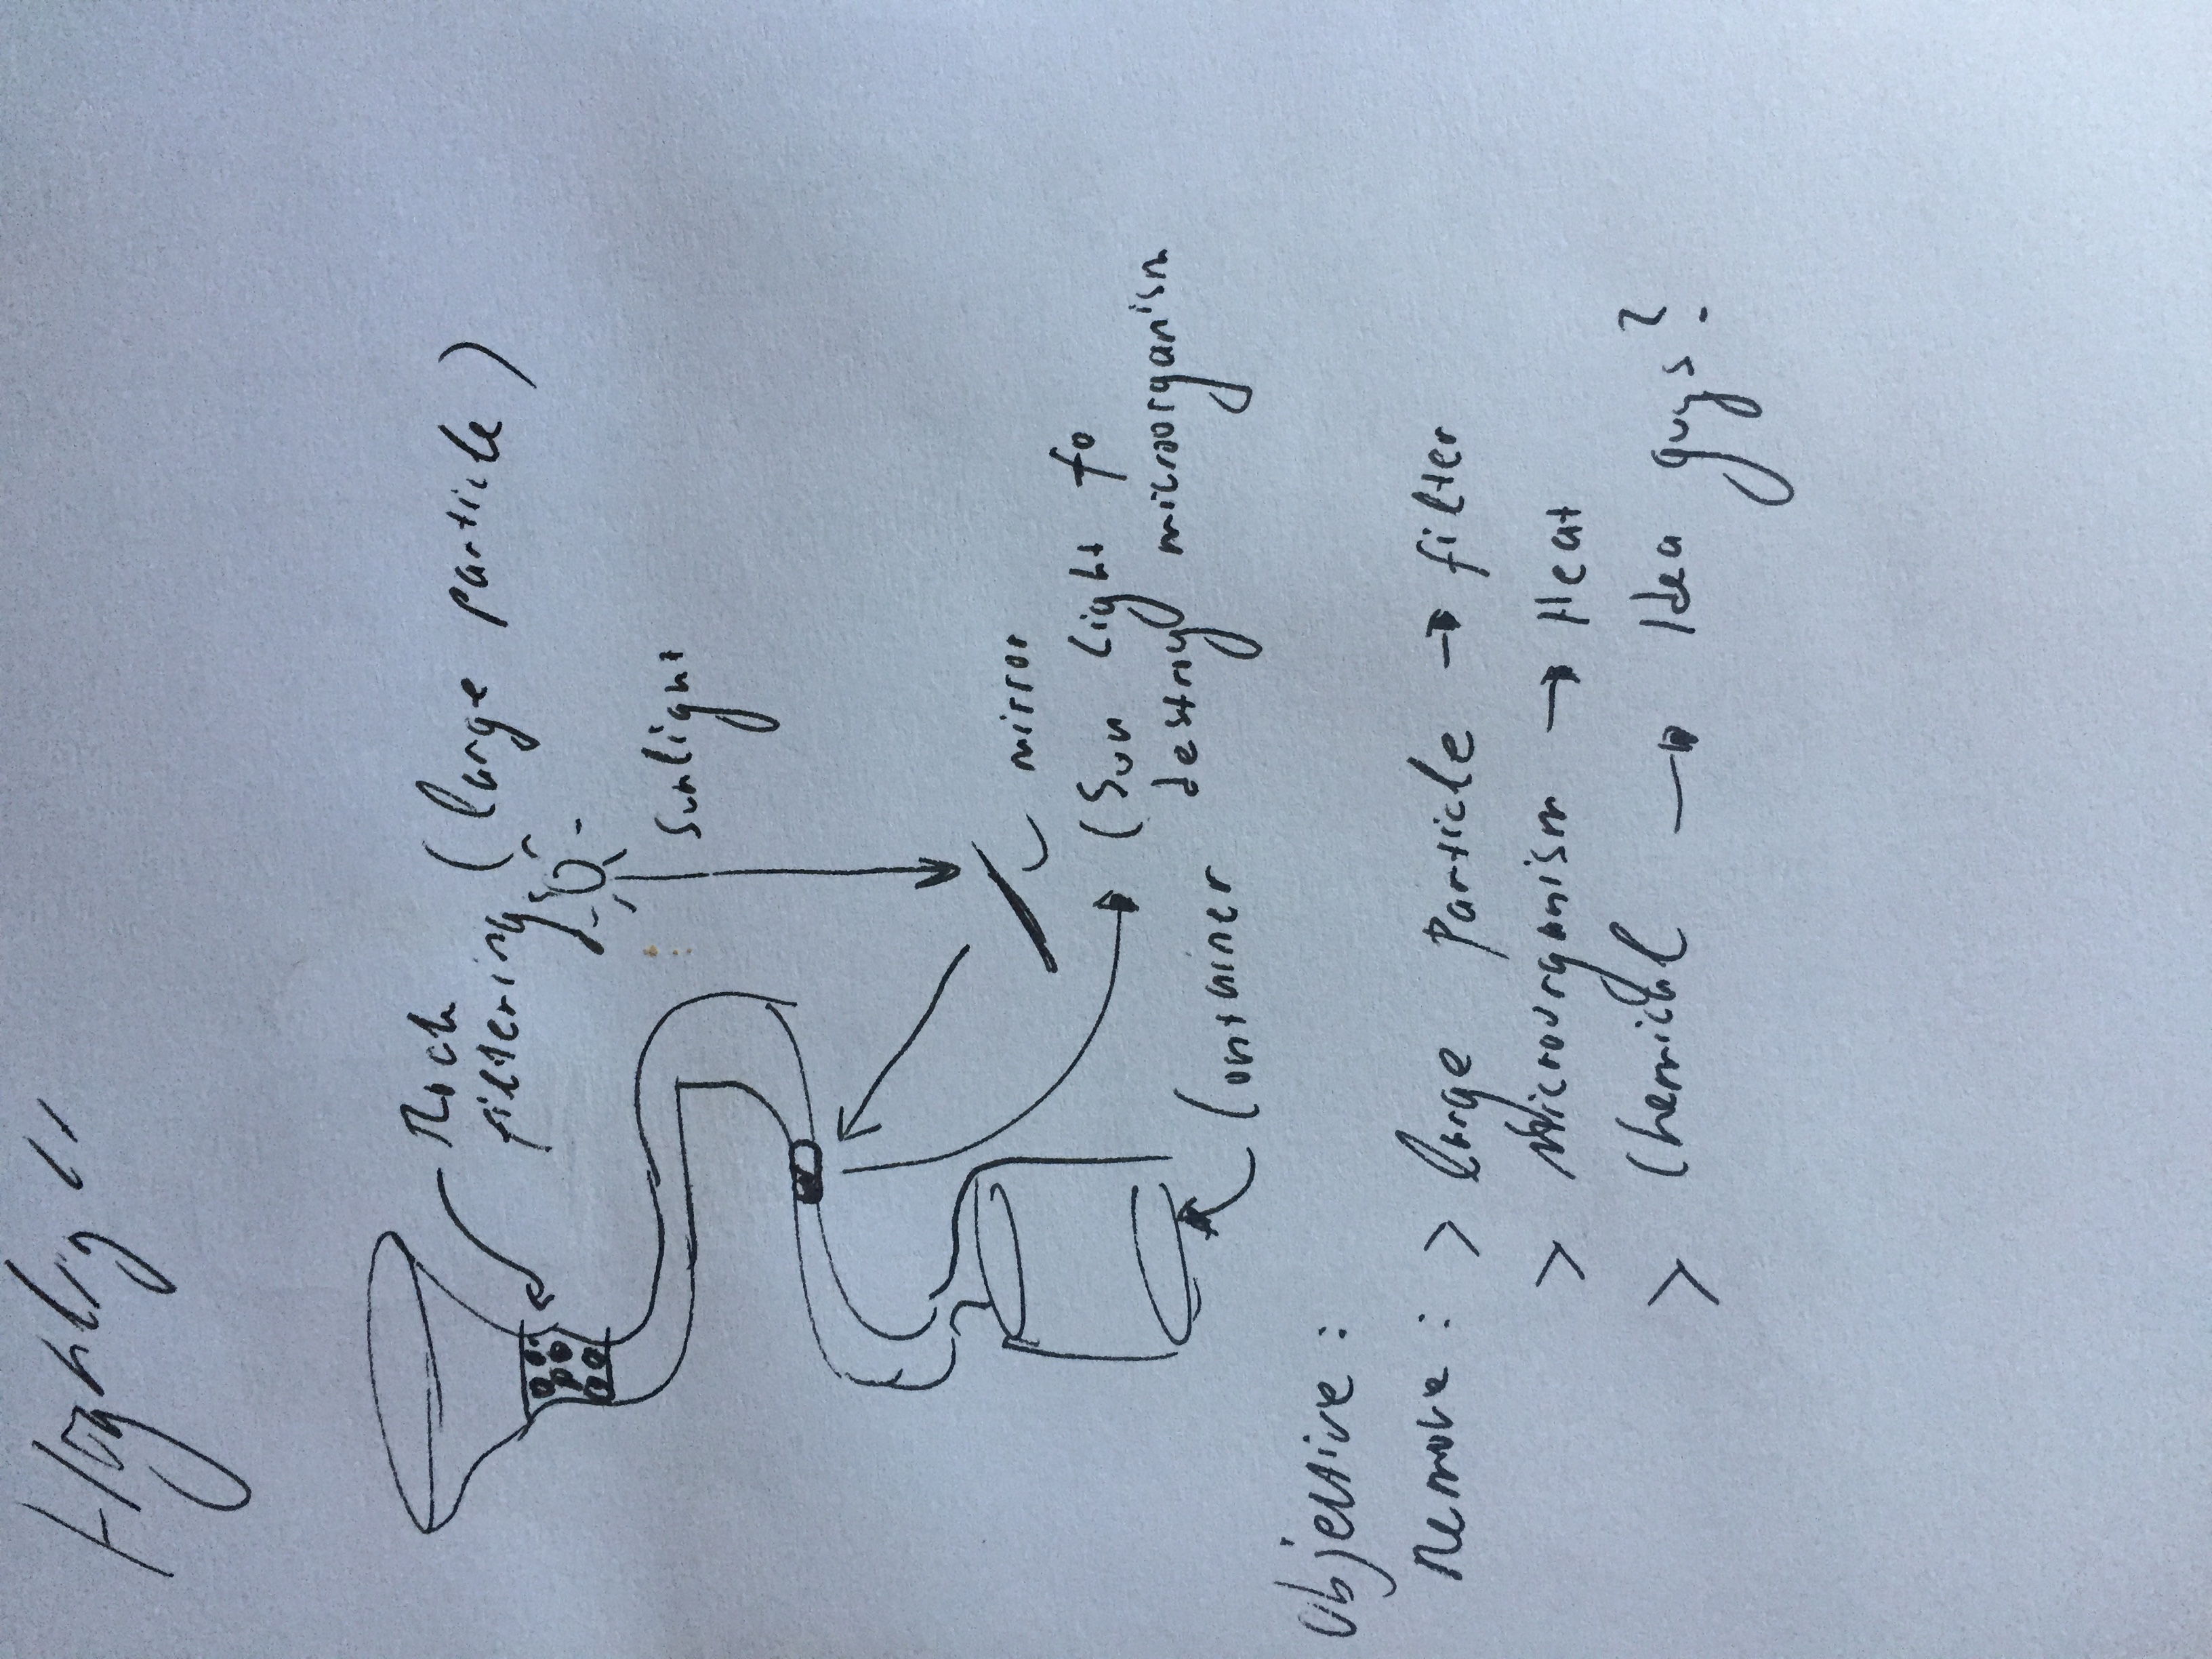 Rock
filtering (large particle)
sunlight
mirror
(Sun light to
destroy microorganism
Container
Objective :
Remove : > large particle → filter
> Microorganism → Heat
> Chemical → Idea guys?